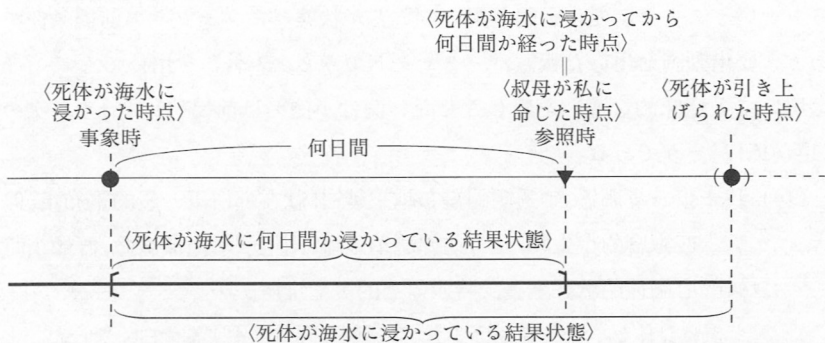 〈死体が海水に浸かってから
何日間か経った時点〉
〈死体が海水に
浸かった時点〉
事象時
〈叔母が私に
命じた時点〉
参照時
〈死体が引き上
げられた時点〉
何日間
( )
〈死体が海水に何日間か浸かっている結果状態〉
〈死体が海水に浸かっている結果状態〉